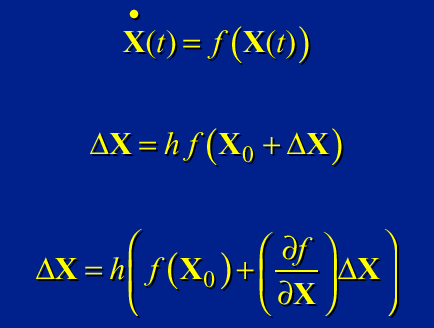 Ẋ(t) = f(X(t))
ΔX = h f(X₀ + ΔX)
ΔX = h( f(X₀) + (∂f/∂X)ΔX )